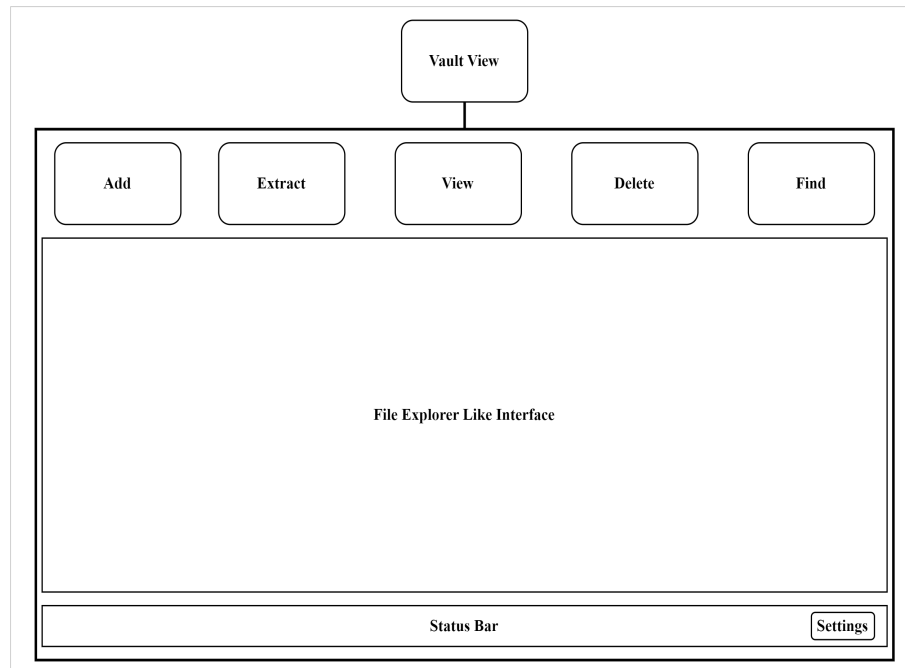 Vault View
Add
Extract
View
Delete
Find
File Explorer Like Interface
Status Bar
Settings